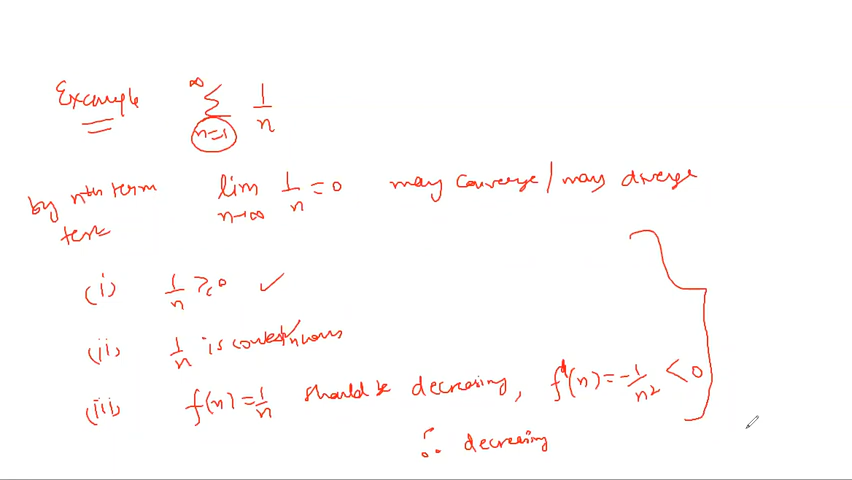 Example ∞ Σ n=1 1/n
by nth term test lim n→∞ 1/n = 0 may converge / may diverge
(i) 1/n ≥ 0 ✓
(ii) 1/n is continuous ✓
(iii) f(n) = 1/n should be decreasing, f'(n) = -1/n² < 0
∴ decreasing